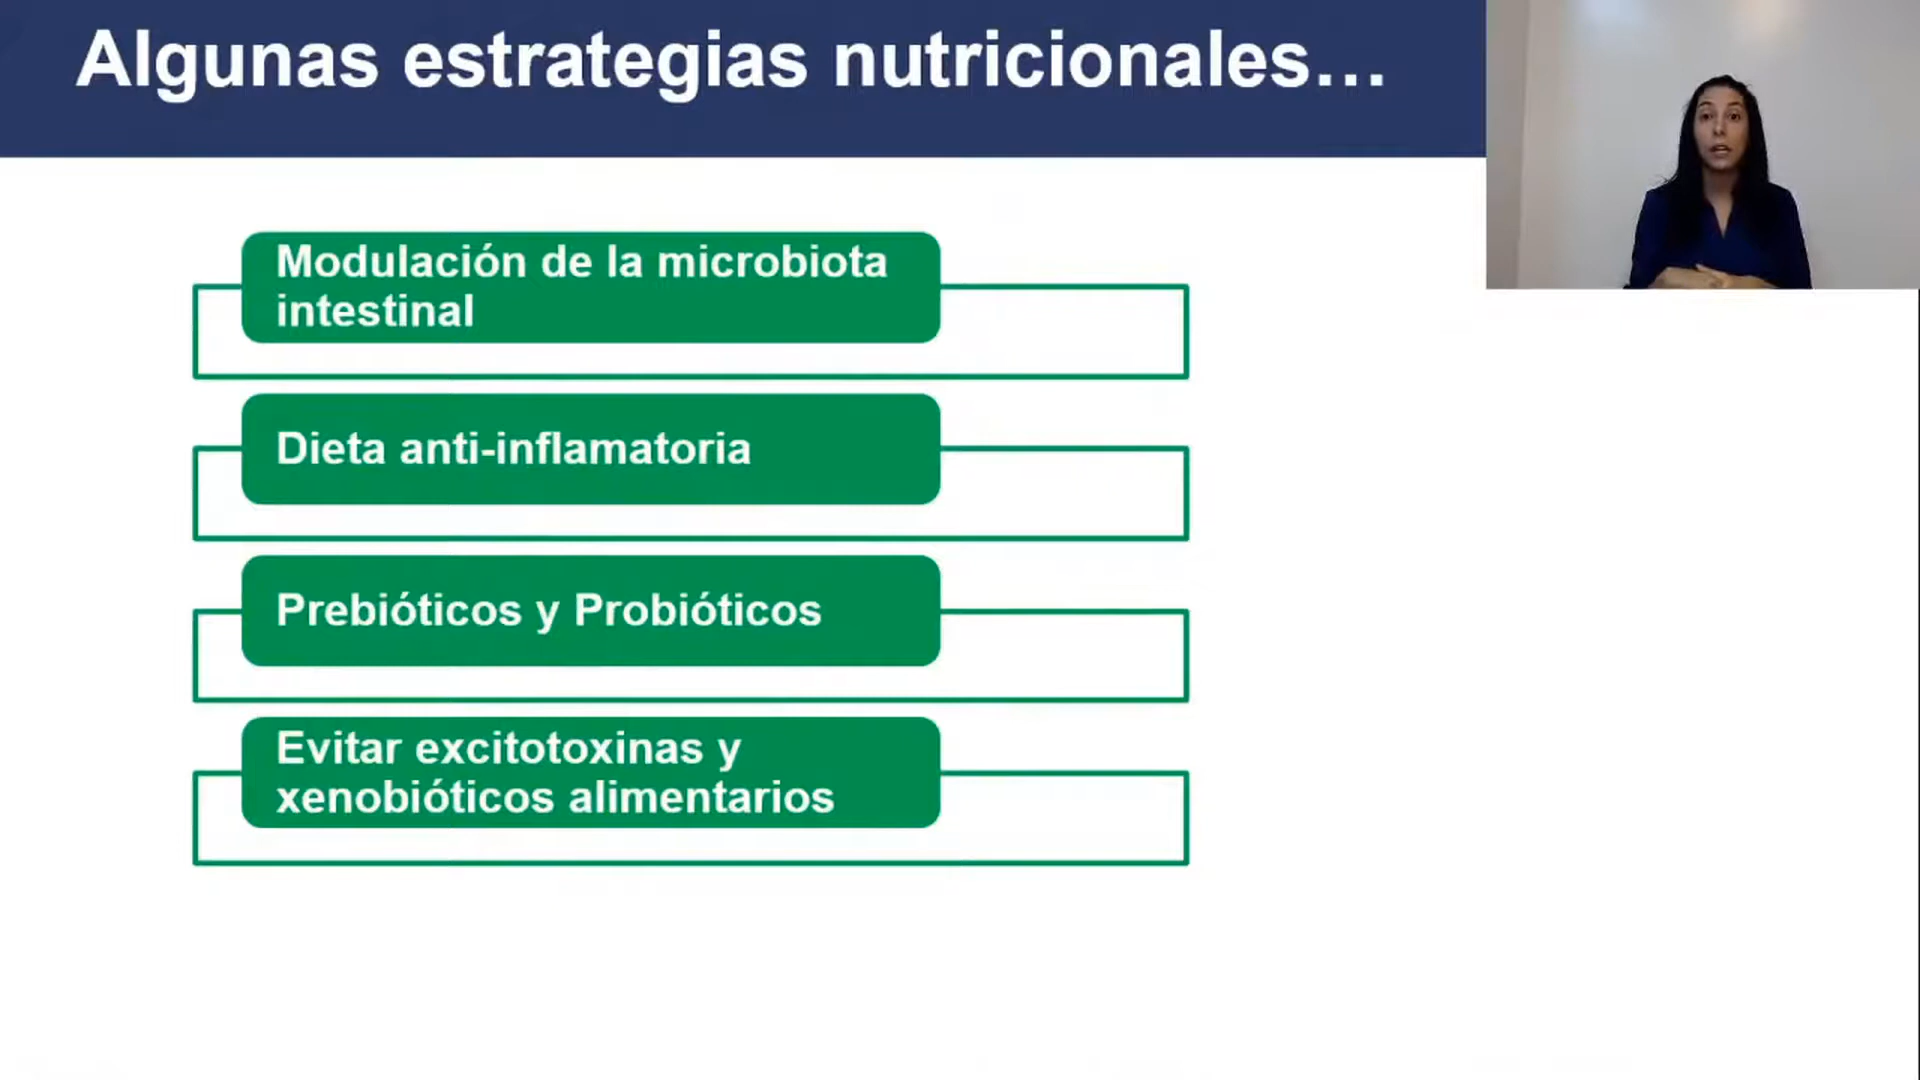 Algunas estrategias nutricionales...
Modulación de la microbiota
intestinal
Dieta anti-inflamatoria
Prebióticos y Probióticos
Evitar excitotoxinas y
xenobióticos alimentarios